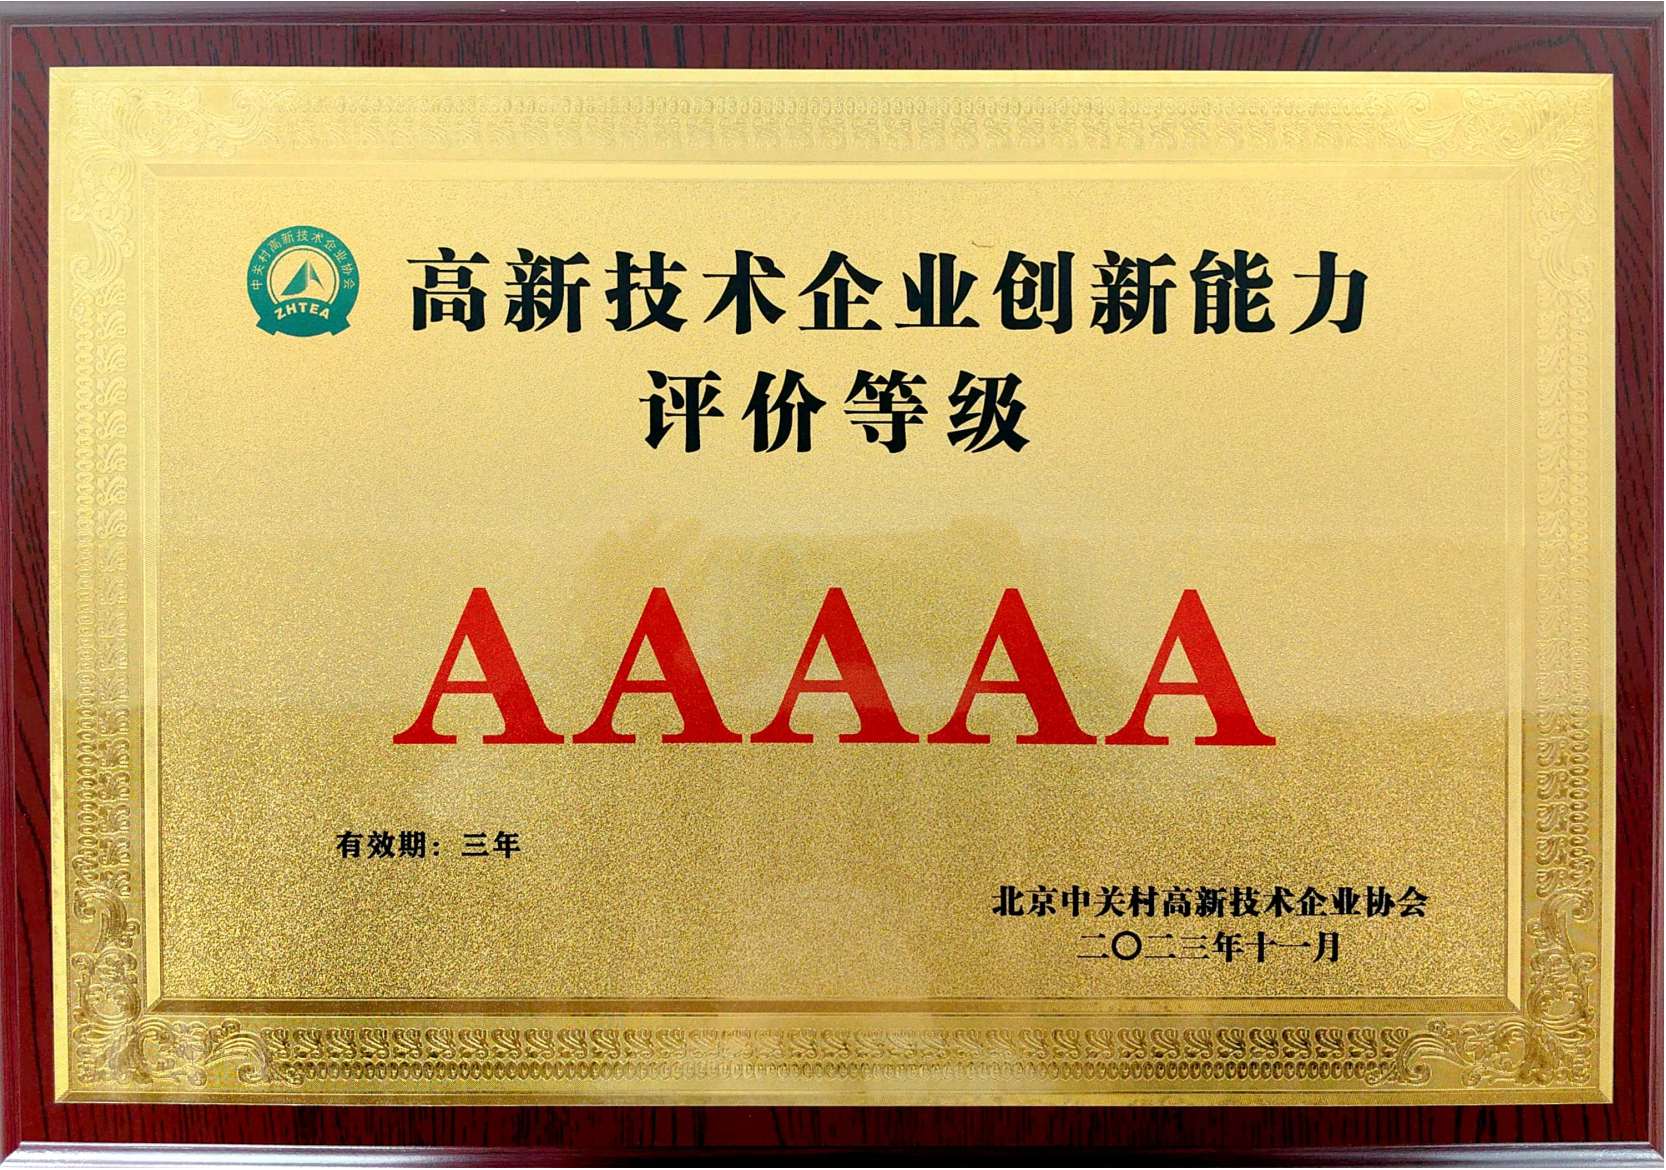 中关村高新技术企业协会
ZHTEA
高新技术企业创新能力
评价等级
AAAAA
有效期：三年
北京中关村高新技术企业协会
二〇二三年十一月